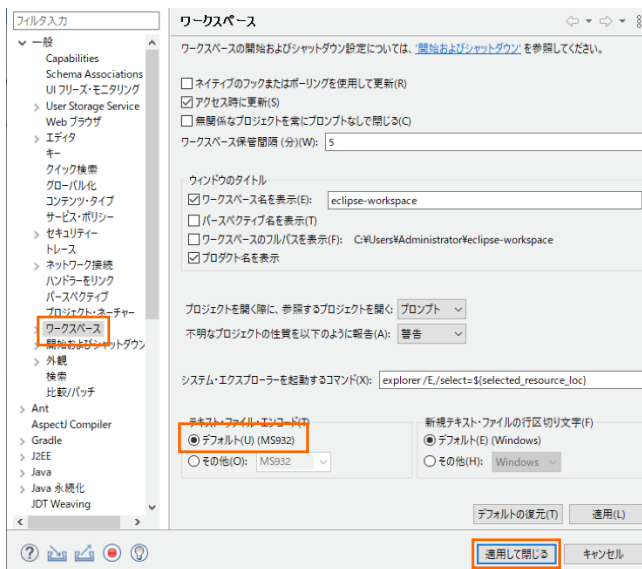 フィルタ入力
一般
Capabilities
Schema Associations
UI フリーズ・モニタリング
User Storage Service
Web ブラウザ
エディタ
キー
クイック検索
グローバル化
コンテンツ・タイプ
サービス・ポリシー
セキュリティー
トレース
ネットワーク接続
ハンドラーをリンク
パースペクティブ
プロジェクト・ネーチャー
ワークスペース
開始およびシャットダウン
外観
検索
比較/パッチ
Ant
AspectJ Compiler
Gradle
J2EE
Java
Java 永続化
JDT Weaving
ワークスペース
ワークスペースの開始およびシャットダウン設定については、'開始およびシャットダウン' を参照してください。
ネイティブのフックまたはポーリングを使用して更新(R)
アクセス時に更新(S)
無関係なプロジェクトを常にプロンプトなしで閉じる(C)
ワークスペース保管間隔 (分)(W): 5
ウィンドウのタイトル
ワークスペース名を表示(E): eclipse-workspace
パースペクティブ名を表示(T)
ワークスペースのフルパスを表示(F): C:¥Users¥Administrator¥eclipse-workspace
プロダクト名を表示
プロジェクトを開く際に、参照するプロジェクトを開く: プロンプト
不明なプロジェクトの性質を以下のように報告(A): 警告
システム・エクスプローラーを起動するコマンド(X): explorer /E,/select=${selected_resource_loc}
テキスト・ファイル・エンコード(T)
デフォルト(U) (MS932)
その他(O): MS932
新規テキスト・ファイルの行区切り文字(F)
デフォルト(E) (Windows)
その他(H): Windows
デフォルトの復元(T) 適用(L)
適用して閉じる キャンセル